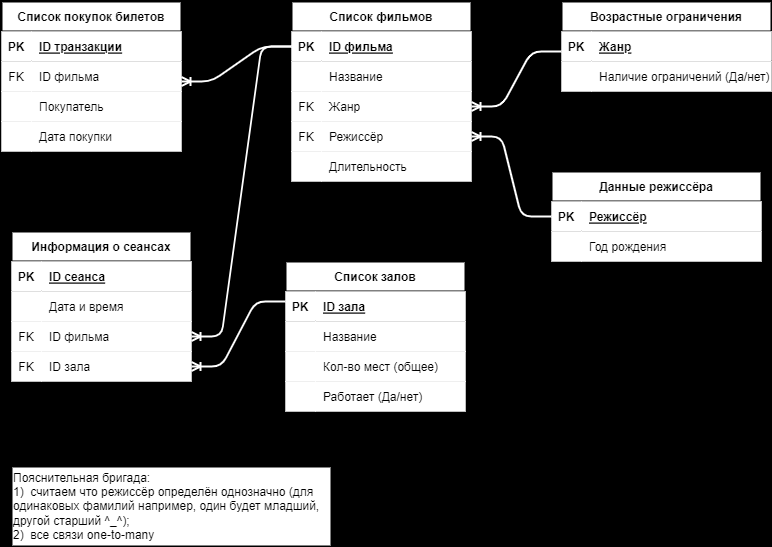 Список покупок билетов
PK ID транзакции
FK ID фильма
Покупатель
Дата покупки
Список фильмов
PK ID фильма
Название
FK Жанр
FK Режиссёр
Длительность
Возрастные ограничения
PK Жанр
Наличие ограничений (Да/нет)
Данные режиссёра
PK Режиссёр
Год рождения
Информация о сеансах
PK ID сеанса
Дата и время
FK ID фильма
FK ID зала
Список залов
PK ID зала
Название
Кол-во мест (общее)
Работает (Да/нет)
Пояснительная бригада:
1) считаем что режиссёр определён однозначно (для
одинаковых фамилий например, один будет младший,
другой старший ^_^);
2) все связи one-to-many